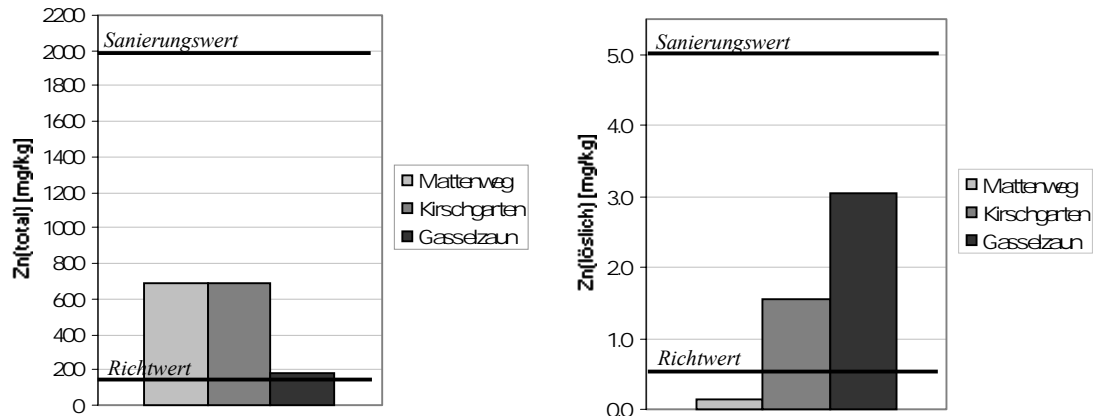 2200
Sanierungswert
2000
1800
1600
1400
1200
1000
800
600
400
Richtwert
200
0
Zn(total) [mg/kg]
Mattenweg
Kirschgarten
Gasselzaun
Sanierungswert
5.0
4.0
3.0
2.0
1.0
Richtwert
0.0
Zn(löslich) [mg/kg]
Mattenweg
Kirschgarten
Gasselzaun